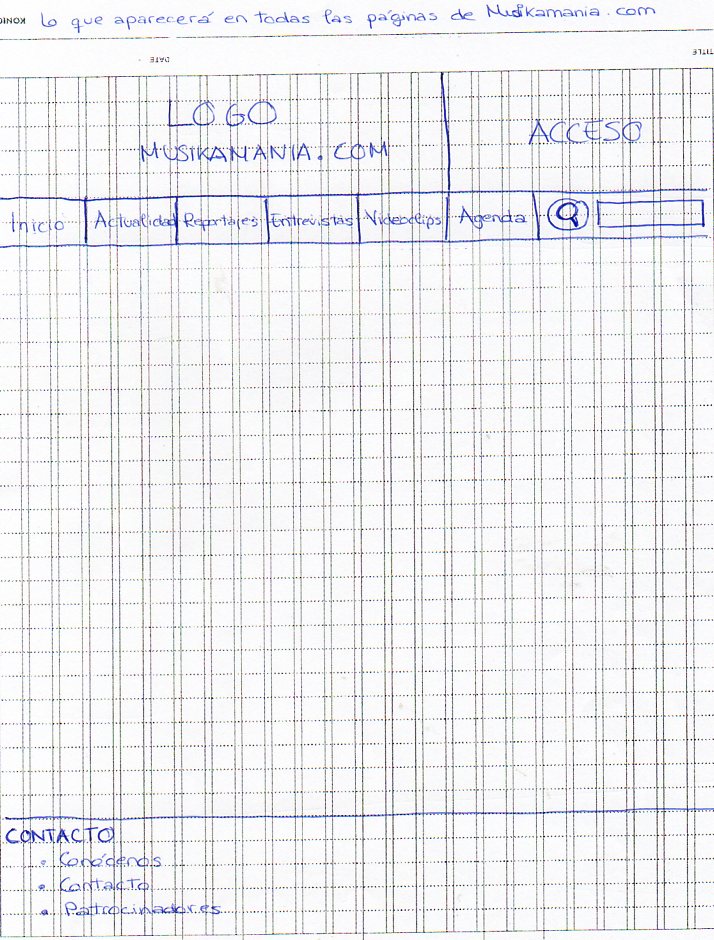 Lo que aparecerá en todas las páginas de Musikamania.com
DATE
TITLE
LOGO
MUSIKAMANIA.COM
ACCESO
Inicio Actualidad Reportajes Entrevistas Videoclips Agenda
CONTACTO
• Conócenos
• Contacto
• Patrocinadores